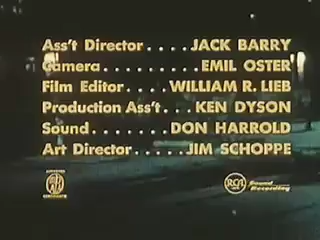 Ass't Director....JACK BARRY
Camera.........EMIL OSTER
Film Editor....WILLIAM R. LIEB
Production Ass't...KEN DYSON
Sound.......DON HARROLD
Art Director.....JIM SCHOPPE
RCA Sound Recording